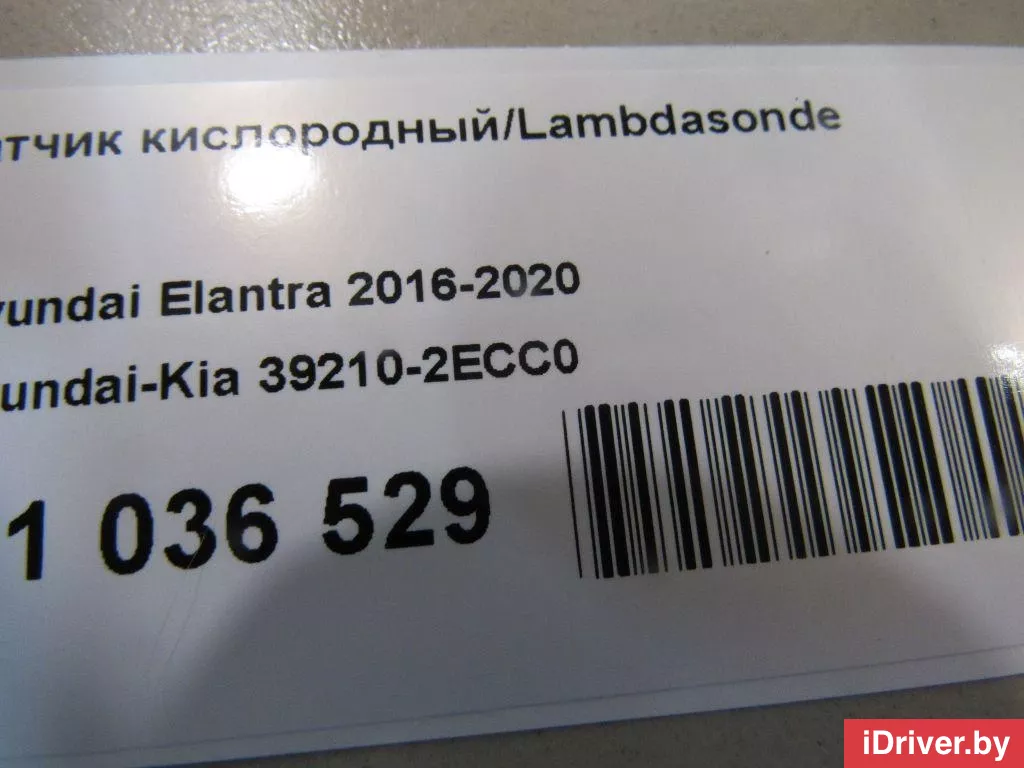 тчик кислородный/Lambdasonde
yundai Elantra 2016-2020
undai-Kia 39210-2ECC0
1 036 529
iDriver.by